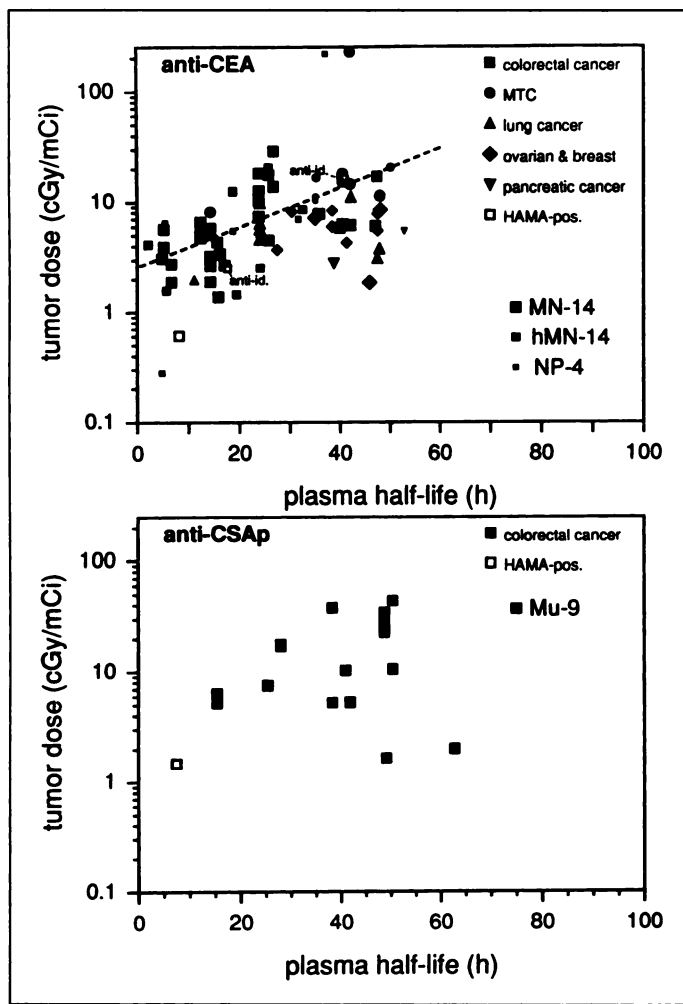 anti-CEA
colorectal cancer
MTC
lung cancer
ovarian & breast
pancreatic cancer
HAMA-pos.
anti-id.
anti-id.
MN-14
hMN-14
NP-4
tumor dose (cGy/mCi)
100
10
1
0.1
0 20 40 60 80 100
plasma half-life (h)
anti-CSAp
colorectal cancer
HAMA-pos.
Mu-9
tumor dose (cGy/mCi)
100
10
1
0.1
0 20 40 60 80 100
plasma half-life (h)